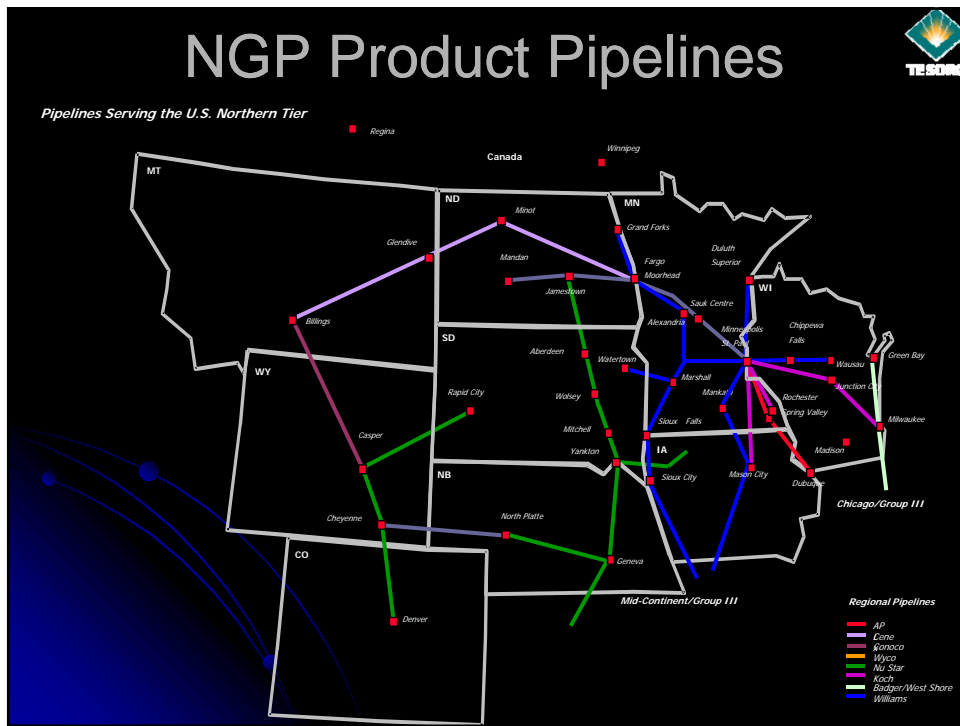 NGP Product Pipelines
TESORO
Pipelines Serving the U.S. Northern Tier
Regina
Canada
Winnipeg
MT
ND
MN
Minot
Grand Forks
Glendive
Mandan
Fargo
Moorhead
Duluth
Superior
Jamestown
WI
Sauk Centre
Billings
Alexandria
Minneapolis
St. Paul
Chippewa
Falls
SD
Aberdeen
Watertown
Wausau
Green Bay
WY
Marshall
Junction City
Rapid City
Wolsey
Mankato
Rochester
Spring Valley
Milwaukee
Casper
Mitchell
Sioux Falls
Yankton
IA
Madison
NB
Sioux City
Mason City
Dubuque
Chicago/Group III
Cheyenne
North Platte
CO
Geneva
Mid-Continent/Group III
Denver
Regional Pipelines
AP
Cene
Conoco
Wyco
Nu Star
Koch
Badger/West Shore
Williams